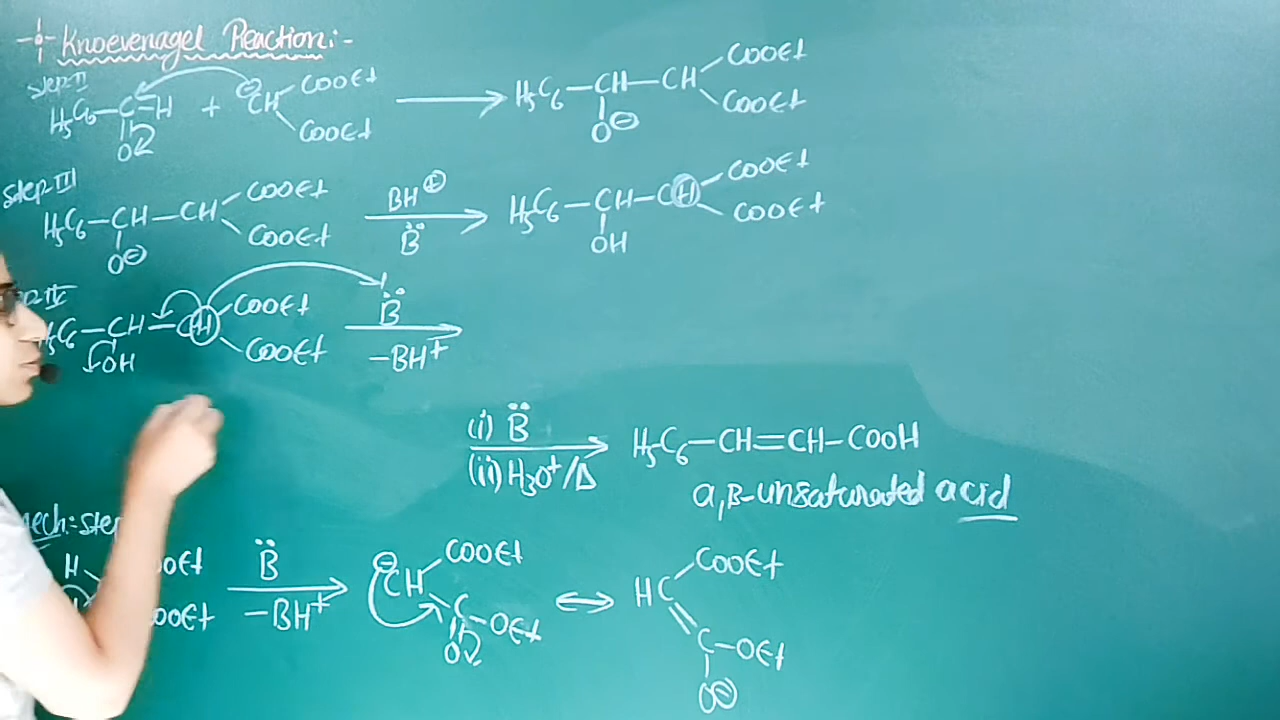 Knoevenagel Reaction:-
Step-II
H5C6-C-H + ⊖CH COOEt COOEt → H5C6-CH-CH COOEt COOEt
O O⊖
Step-III
H5C6-CH-CH COOEt COOEt BH⊕ B̈ → H5C6-CH-CH COOEt COOEt
O⊖ OH
H5C6-CH-CH COOEt COOEt B̈ -BH+ →
OH
(i) B̈ → H5C6-CH=CH-COOH
(ii) H3O+/Δ
α,β-unsaturated acid
Mech:-Step
H COOEt COOEt B̈ -BH+ → ⊖CH COOEt C-OEt O ↔ HC COOEt C-OEt O⊖